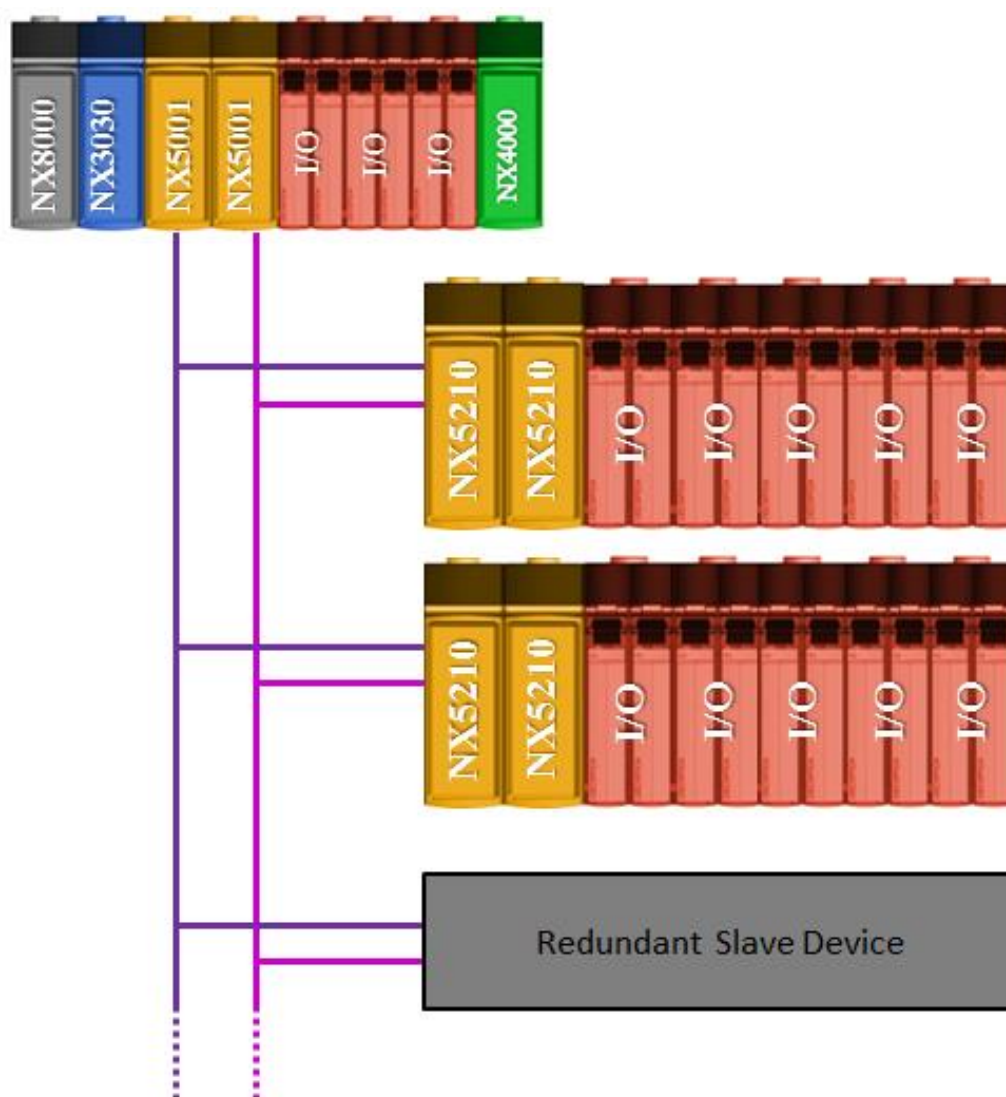 NX8000
NX3030
NX5001
NX5001
I/O
I/O
I/O
NX4000
NX5210
NX5210
I/O
I/O
I/O
I/O
I/O
NX5210
NX5210
I/O
I/O
I/O
I/O
I/O
Redundant Slave Device